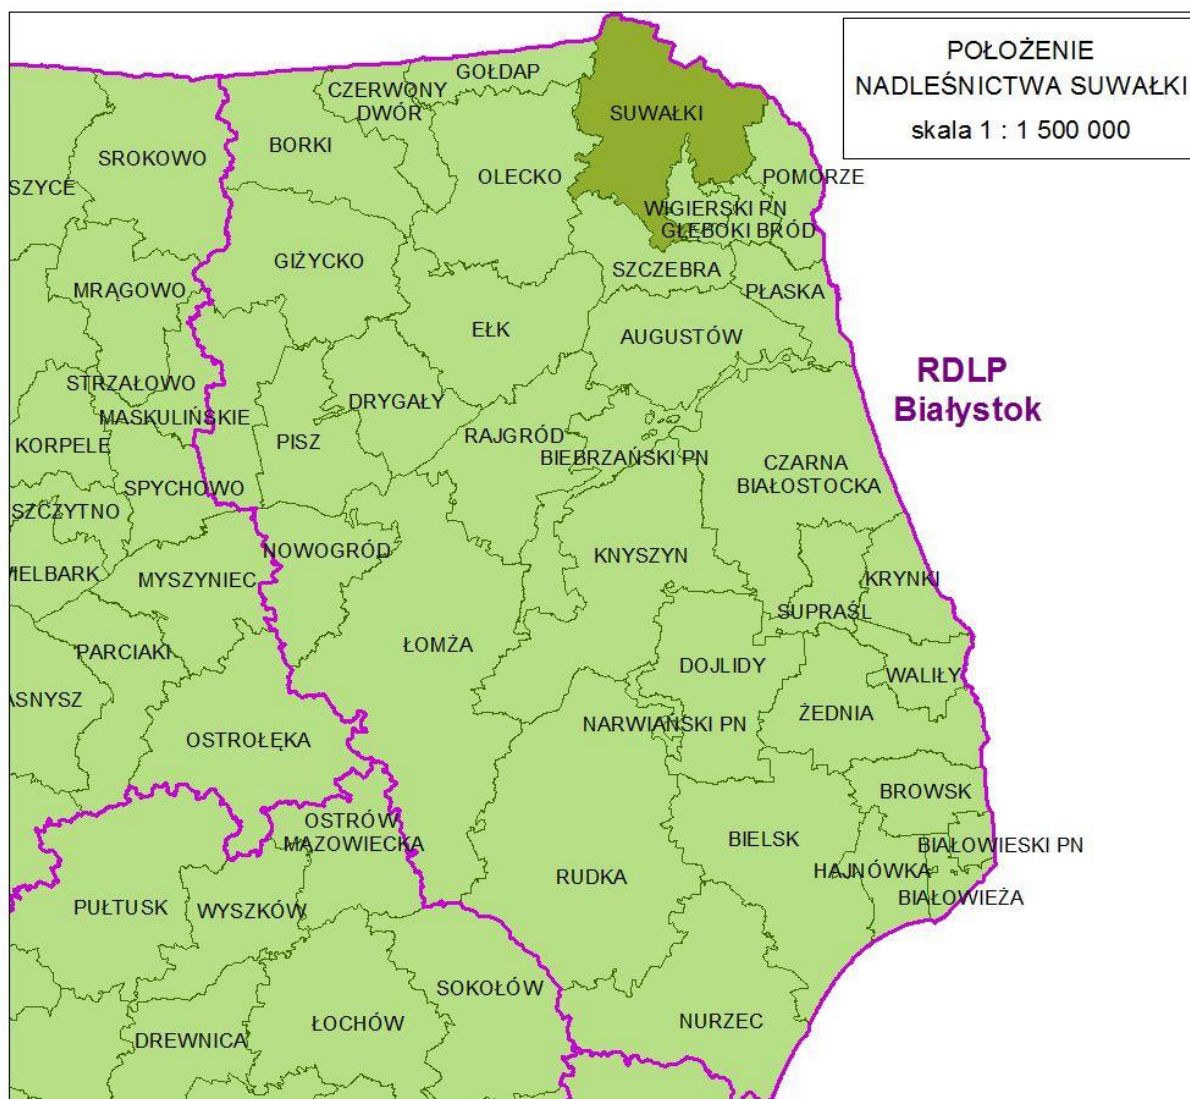 POŁOŻENIE
NADLEŚNICTWA SUWAŁKI
skala 1 : 1 500 000
GOŁDAP
CZERWONY
DWÓR
SUWAŁKI
BORKI
SROKOWO
OLECKO
POMORZE
SZYCE
WIGIERSKI PN
GŁĘBOKI BRÓD
GIŻYCKO
SZCZEBRA
MRĄGOWO
PŁASKA
EŁK
AUGUSTÓW
RDLP
Białystok
STRZAŁOWO
DRYGAŁY
MASKULIŃSKIE
RAJGRÓD
KORPELE
PISZ
BIEBRZAŃSKI PN
CZARNA
BIAŁOSTOCKA
SPYCHOWO
SZCZYTNO
NOWOGRÓD
KNYSZYN
WIELBARK
MYSZYNIEC
KRYNKI
SUPRAŚL
PARCIAKI
ŁOMŻA
DOJLIDY
WALIŁY
ASNYSZ
ŻEDNIA
NARWIAŃSKI PN
OSTROŁĘKA
BROWSK
OSTRÓW
MAZOWIECKA
BIELSK
BIAŁOWIESKI PN
HAJNÓWKA
RUDKA
BIAŁOWIEŻA
PUŁTUSK
WYSZKÓW
SOKOŁÓW
ŁOCHÓW
NURZEC
DREWNICA